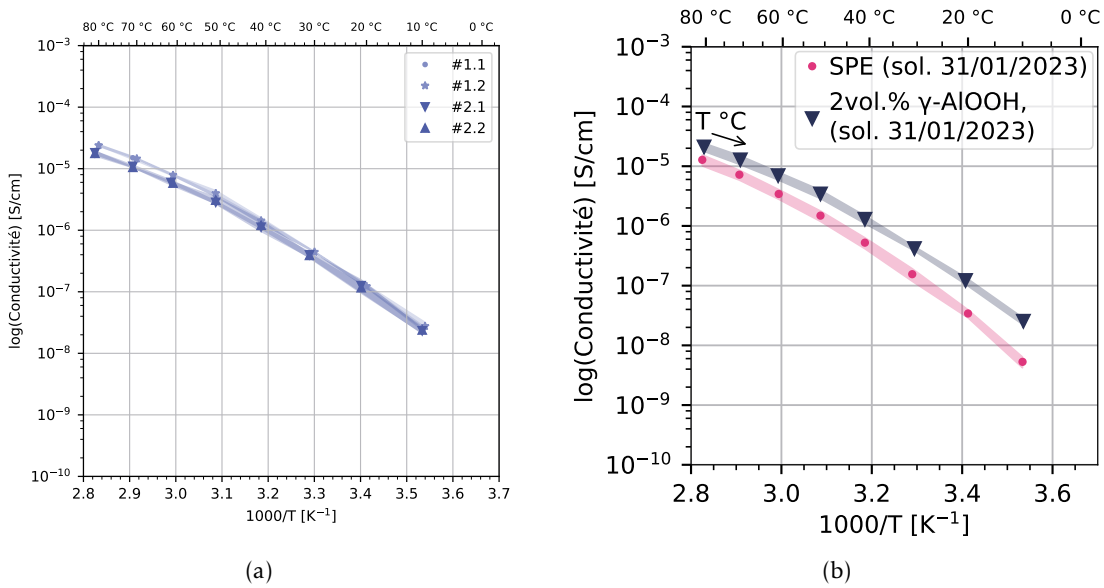 80 °C 70 °C 60 °C 50 °C 40 °C 30 °C 20 °C 10 °C 0 °C
10⁻³
10⁻⁴
10⁻⁵
10⁻⁶
10⁻⁷
10⁻⁸
10⁻⁹
10⁻¹⁰
log(Conductivité) [S/cm]
#1.1
#1.2
#2.1
#2.2
2.8 2.9 3.0 3.1 3.2 3.3 3.4 3.5 3.6 3.7
1000/T [K⁻¹]
(a)
80 °C 60 °C 40 °C 20 °C 0 °C
10⁻³
10⁻⁴
10⁻⁵
10⁻⁶
10⁻⁷
10⁻⁸
10⁻⁹
10⁻¹⁰
log(Conductivité) [S/cm]
SPE (sol. 31/01/2023)
2vol.% γ-AlOOH,
(sol. 31/01/2023)
T °C
2.8 3.0 3.2 3.4 3.6
1000/T [K⁻¹]
(b)